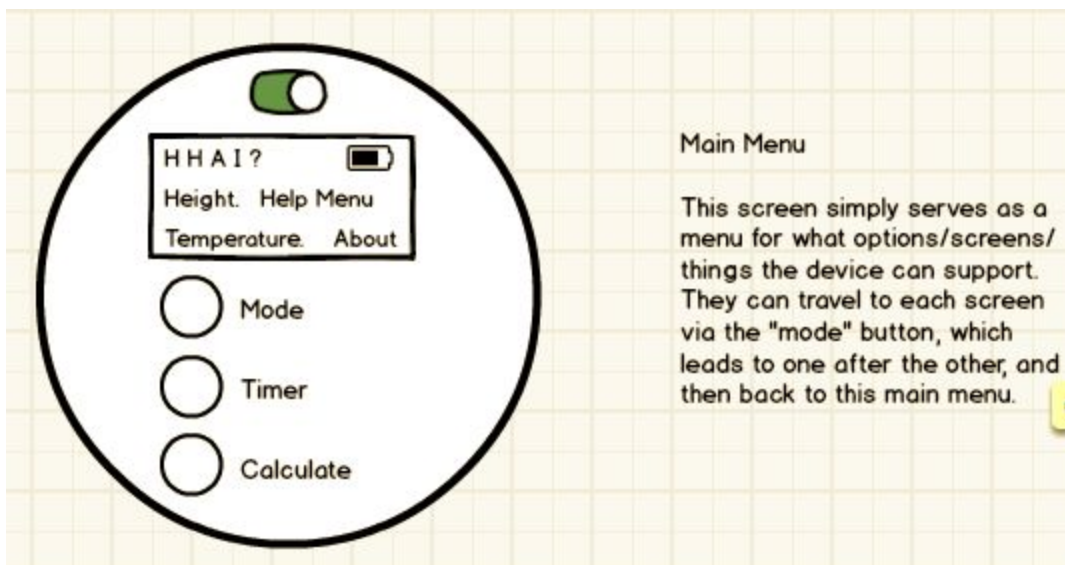 H H A I ?
Height. Help Menu
Temperature. About
Mode
Timer
Calculate
Main Menu
This screen simply serves as a
menu for what options/screens/
things the device can support.
They can travel to each screen
via the "mode" button, which
leads to one after the other, and
then back to this main menu.